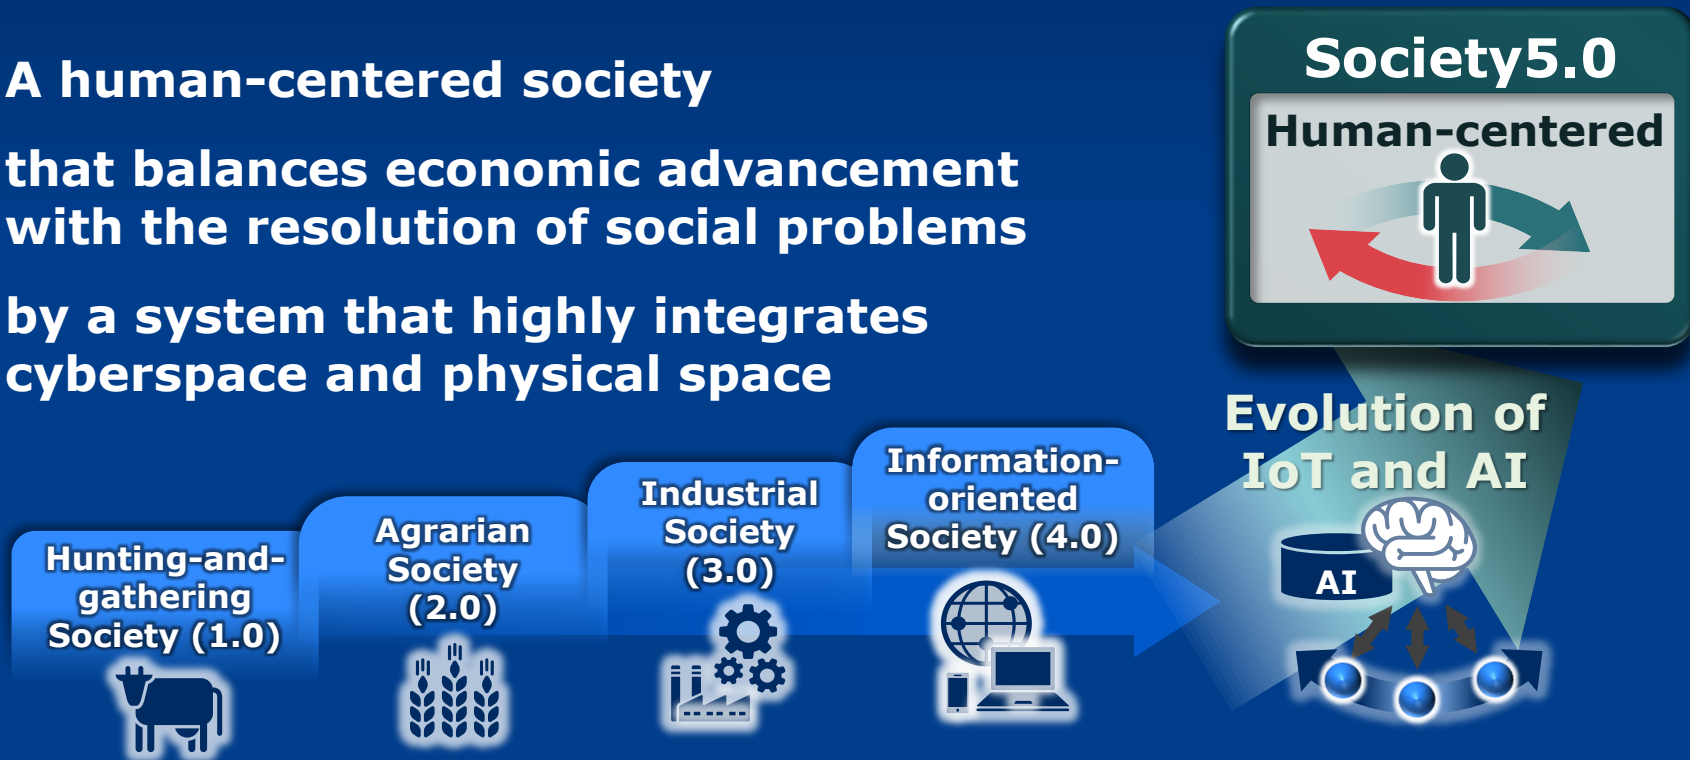 A human-centered society
that balances economic advancement
with the resolution of social problems
by a system that highly integrates
cyberspace and physical space
Society5.0
Human-centered
Evolution of
IoT and AI
AI
Hunting-and-
gathering
Society (1.0)
Agrarian
Society
(2.0)
Industrial
Society
(3.0)
Information-
oriented
Society (4.0)